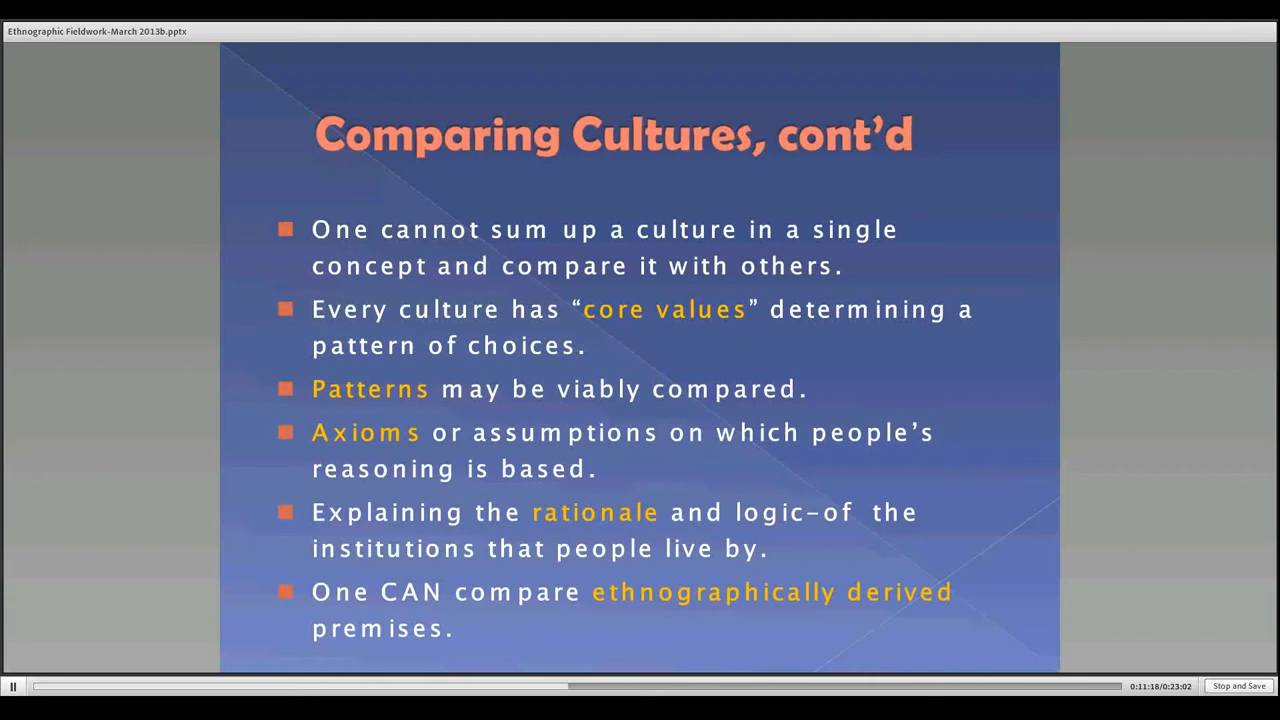 Ethnographic Fieldwork-March 2013b.pptx
Comparing Cultures, cont’d
One cannot sum up a culture in a single
concept and compare it with others.
Every culture has “core values” determining a
pattern of choices.
Patterns may be viably compared.
Axioms or assumptions on which people’s
reasoning is based.
Explaining the rationale and logic-of the
institutions that people live by.
One CAN compare ethnographically derived
premises.
0:11:18/0:23:02 Stop and Save